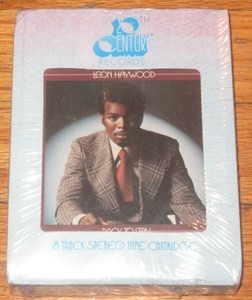 20TH
CENTURY
RECORDS
LEON HAYWOOD
BACK TO STAY
8 TRACK STEREO TAPE CARTRIDGE